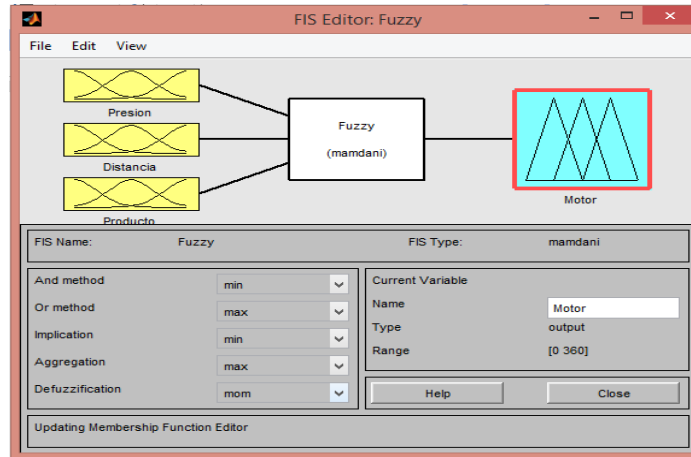 FIS Editor: Fuzzy
File Edit View
Presion
Distancia
Producto
Fuzzy
(mamdani)
Motor
FIS Name: Fuzzy FIS Type: mamdani
And method min
Or method max
Implication min
Aggregation max
Defuzzification mom
Current Variable
Name Motor
Type output
Range [0 360]
Help Close
Updating Membership Function Editor